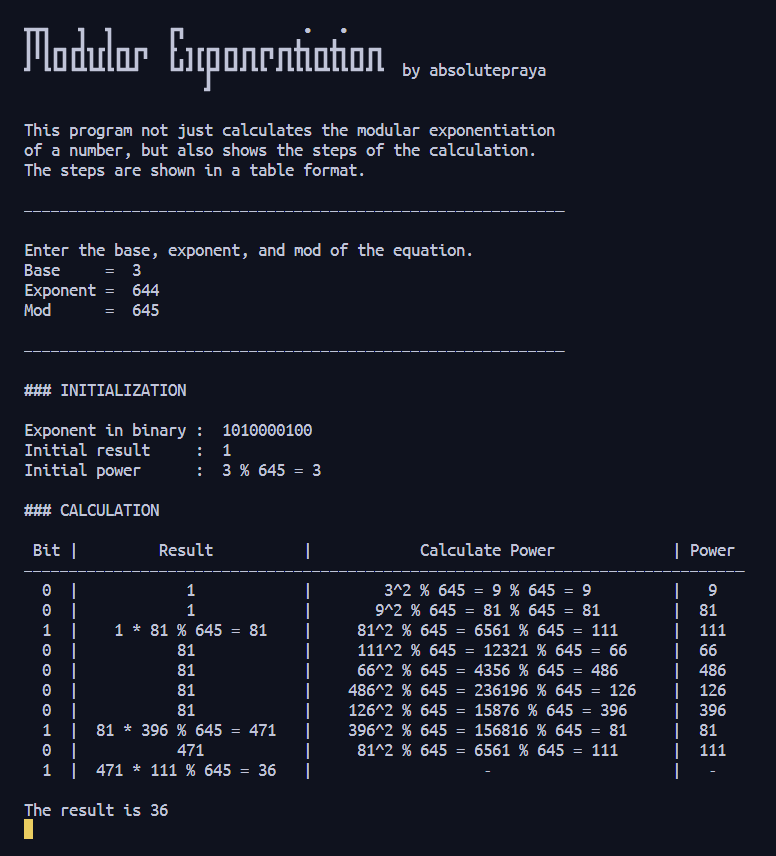 Modular Exponentiation by absolutepraya
This program not just calculates the modular exponentiation
of a number, but also shows the steps of the calculation.
The steps are shown in a table format.
____________________________________________________________
Enter the base, exponent, and mod of the equation.
Base     =  3
Exponent =  644
Mod      =  645
____________________________________________________________
### INITIALIZATION
Exponent in binary :  1010000100
Initial result     :  1
Initial power      :  3 % 645 = 3
### CALCULATION
 Bit |         Result          |            Calculate Power             | Power
________________________________________________________________________________
  0  |            1            |        3^2 % 645 = 9 % 645 = 9         |   9
  0  |            1            |       9^2 % 645 = 81 % 645 = 81        |  81
  1  |    1 * 81 % 645 = 81    |     81^2 % 645 = 6561 % 645 = 111      |  111
  0  |           81            |     111^2 % 645 = 12321 % 645 = 66     |  66
  0  |           81            |     66^2 % 645 = 4356 % 645 = 486      |  486
  0  |           81            |    486^2 % 645 = 236196 % 645 = 126    |  126
  0  |           81            |    126^2 % 645 = 15876 % 645 = 396     |  396
  1  |  81 * 396 % 645 = 471   |    396^2 % 645 = 156816 % 645 = 81     |  81
  0  |           471           |     81^2 % 645 = 6561 % 645 = 111      |  111
  1  |  471 * 111 % 645 = 36   |                   -                    |   -
The result is 36